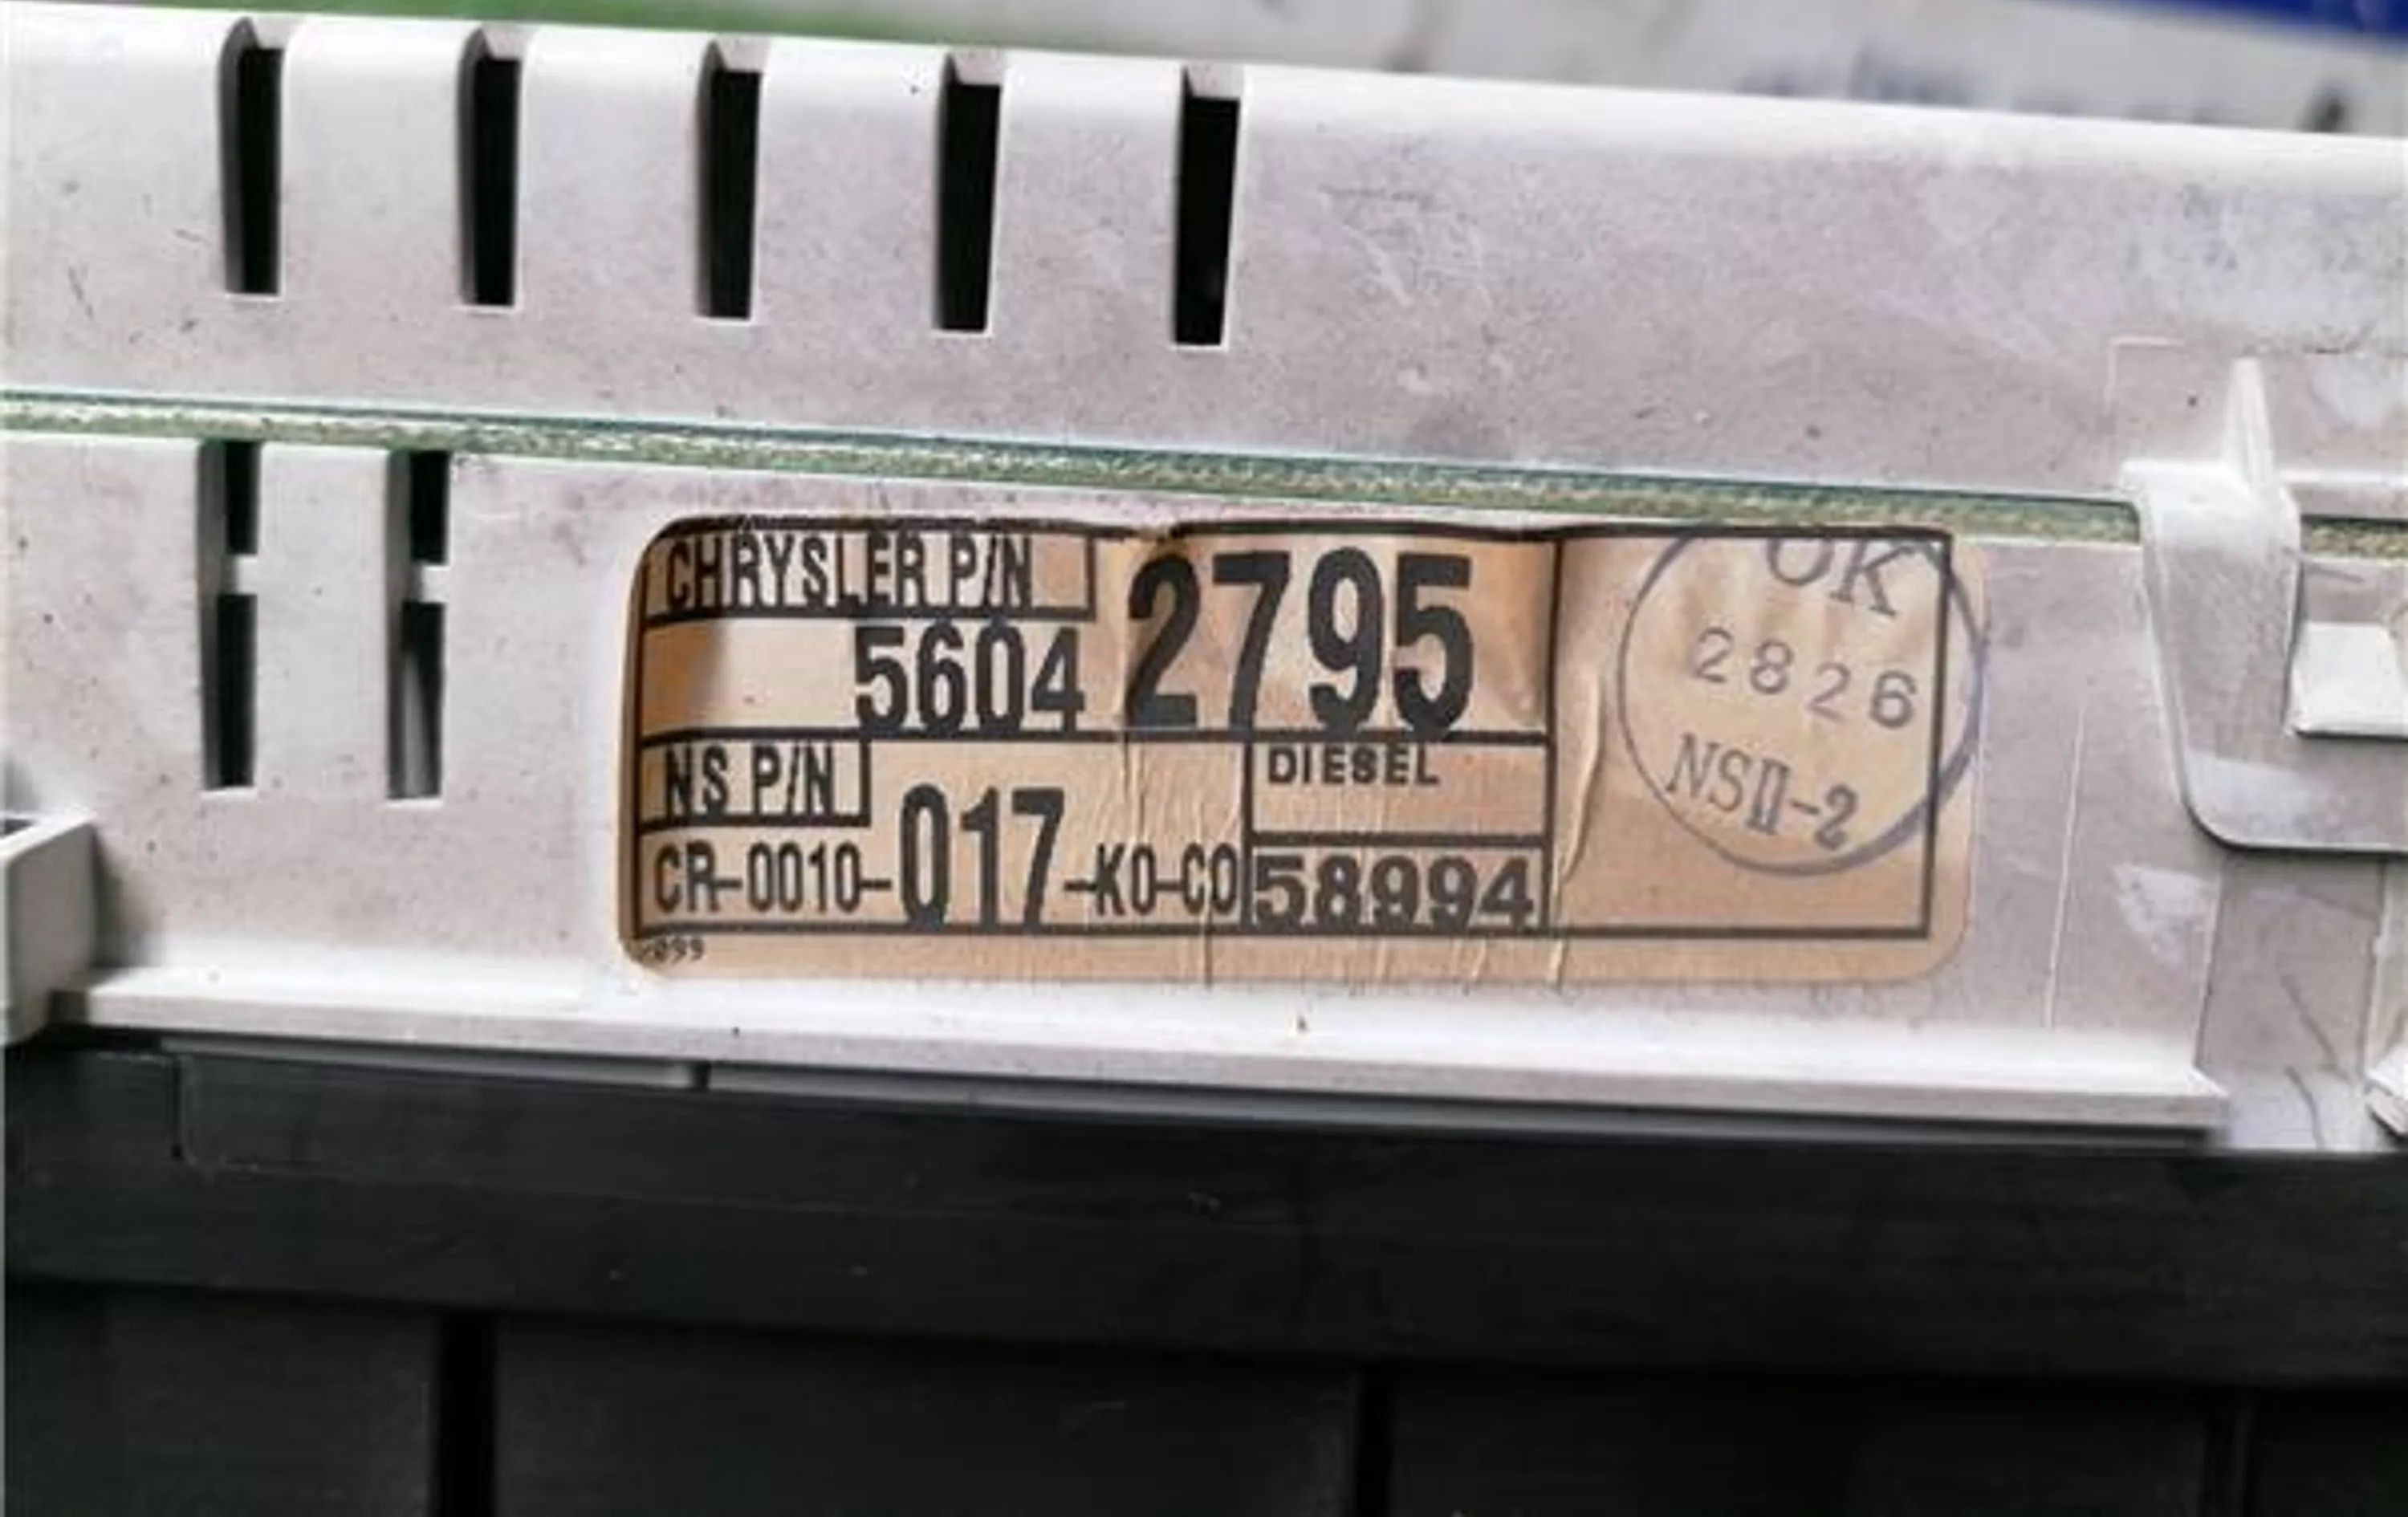 CHRYSLER P/N
5604 2795
NS P/N
CR-0010-017-K0-C0
DIESEL
58994
OK
2826
NSII-2